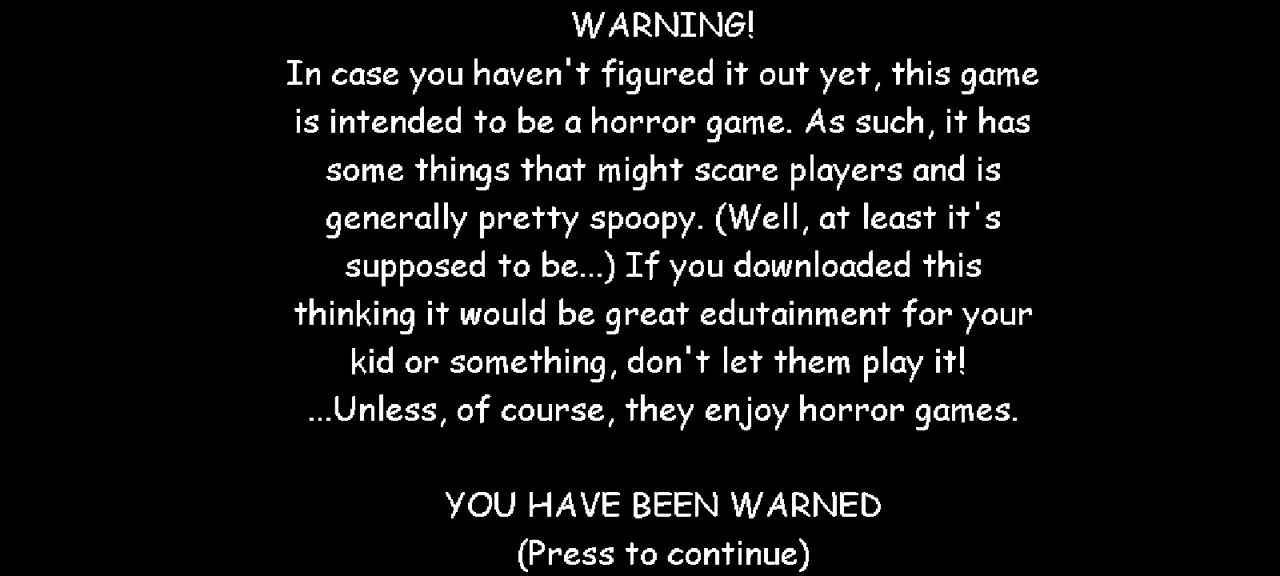 WARNING!
In case you haven't figured it out yet, this game
is intended to be a horror game. As such, it has
some things that might scare players and is
generally pretty spoopy. (Well, at least it's
supposed to be...) If you downloaded this
thinking it would be great edutainment for your
kid or something, don't let them play it!
...Unless, of course, they enjoy horror games.
YOU HAVE BEEN WARNED
(Press to continue)